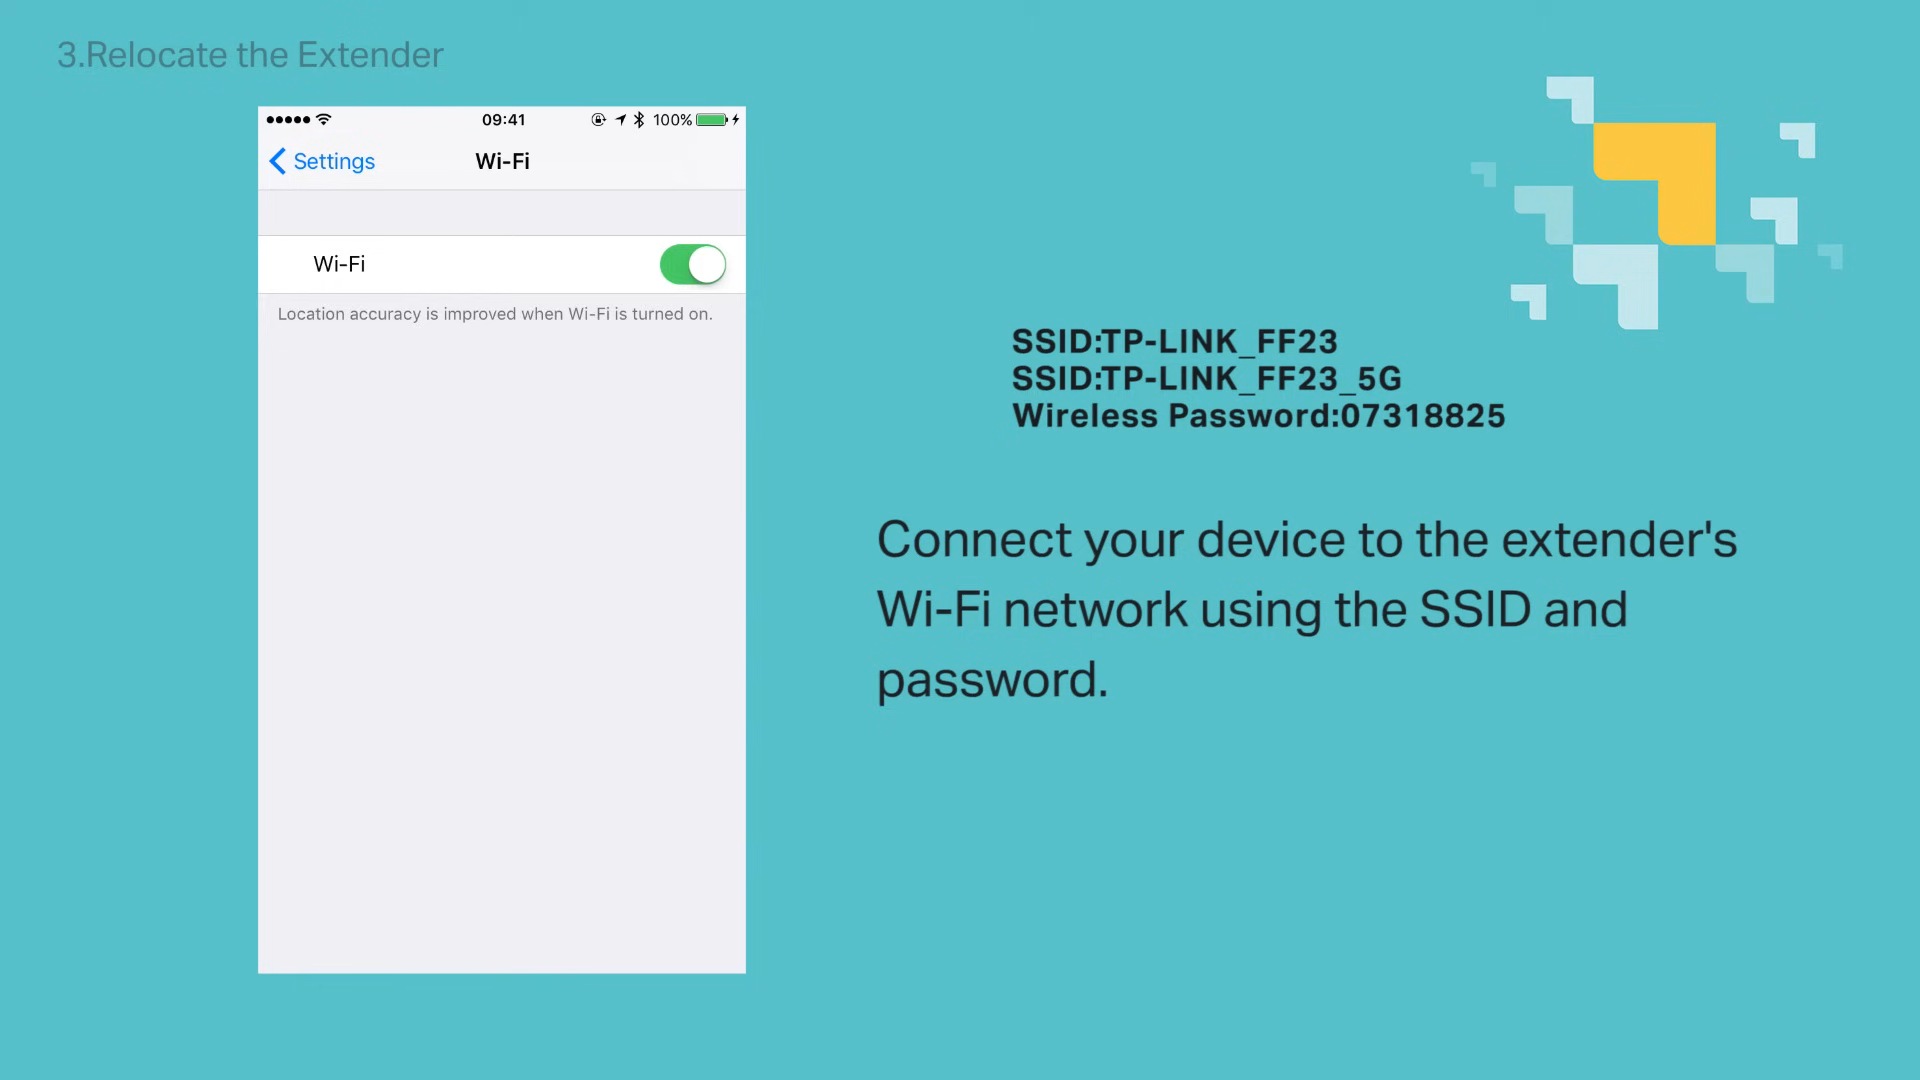 3.Relocate the Extender
09:41
100%
Settings
Wi-Fi
Wi-Fi
Location accuracy is improved when Wi-Fi is turned on.
SSID:TP-LINK_FF23
SSID:TP-LINK_FF23_5G
Wireless Password:07318825
Connect your device to the extender's
Wi-Fi network using the SSID and
password.